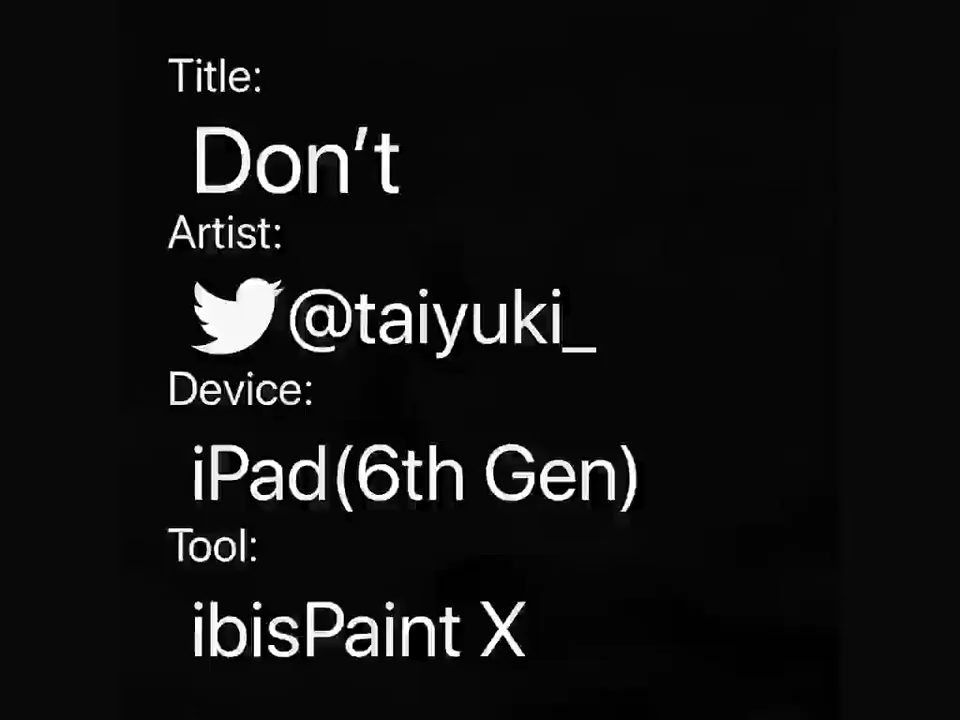 Title:
Don’t
Artist:
@taiyuki_
Device:
iPad(6th Gen)
Tool:
ibisPaint X